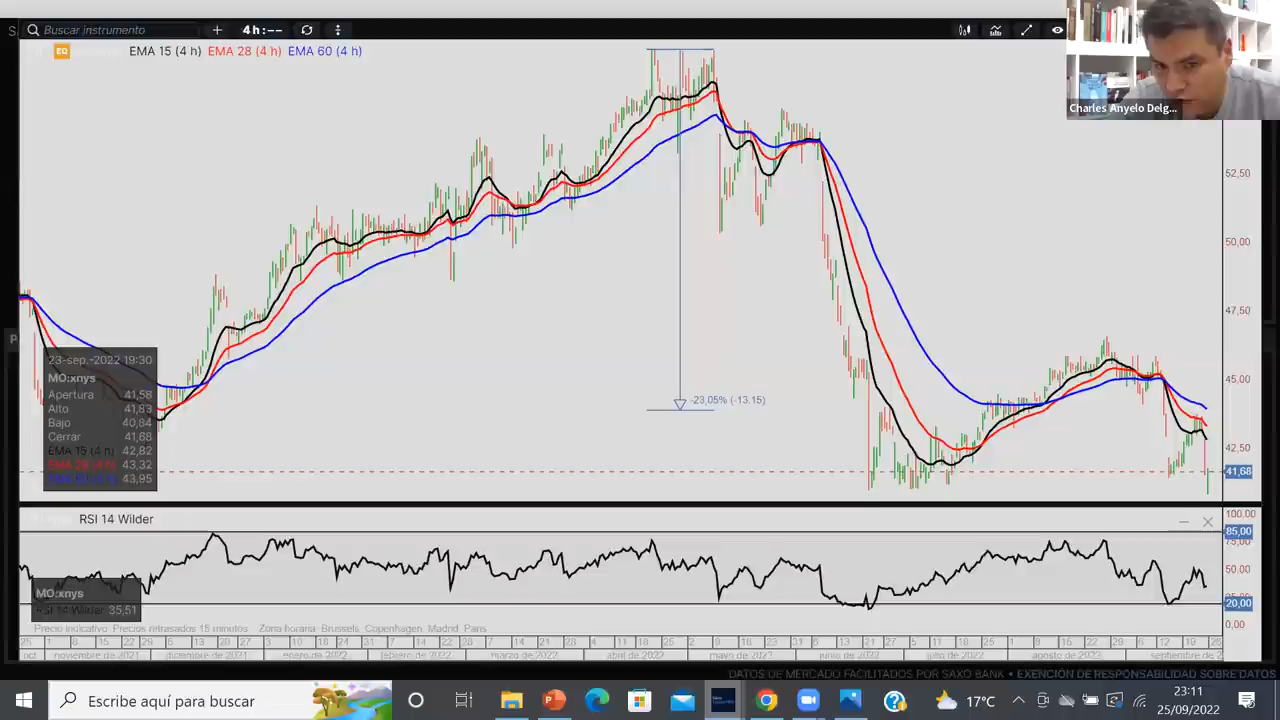 Buscar instrumento
4h:--
EQ EMA 15 (4 h) EMA 28 (4 h) EMA 60 (4 h)
Charles Anyelo Delg...
52,50
50,00
47,50
45,00
42,50
41,68
-23,05% (-13.15)
23-sep.-2022 19:30
MO:xnys
Apertura 41,58
Alto 41,83
Bajo 40,84
Cerrar 41,68
EMA 15 (4 h) 42,82
EMA 28 (4 h) 43,32
43,95
RSI 14 Wilder
100,00
85,00
75,00
50,00
20,00
0,00
MO:xnys
RSI 14 Wilder 35,51
Precio indicativo Precios retrasados 15 minutos Zona horaria: Brussels, Copenhagen, Madrid, Paris
oct noviembre de 2021 diciembre de 2021 enero de 2022 febrero de 2022 marzo de 2022 abril de 2022 mayo de 2022 junio de 2022 julio de 2022 agosto de 2022 septiembre de 2
DATOS DE MERCADO FACILITADOS POR SAXO BANK • EXENCIÓN DE RESPONSABILIDAD SOBRE DATOS
Escribe aquí para buscar
17°C
23:11
25/09/2022